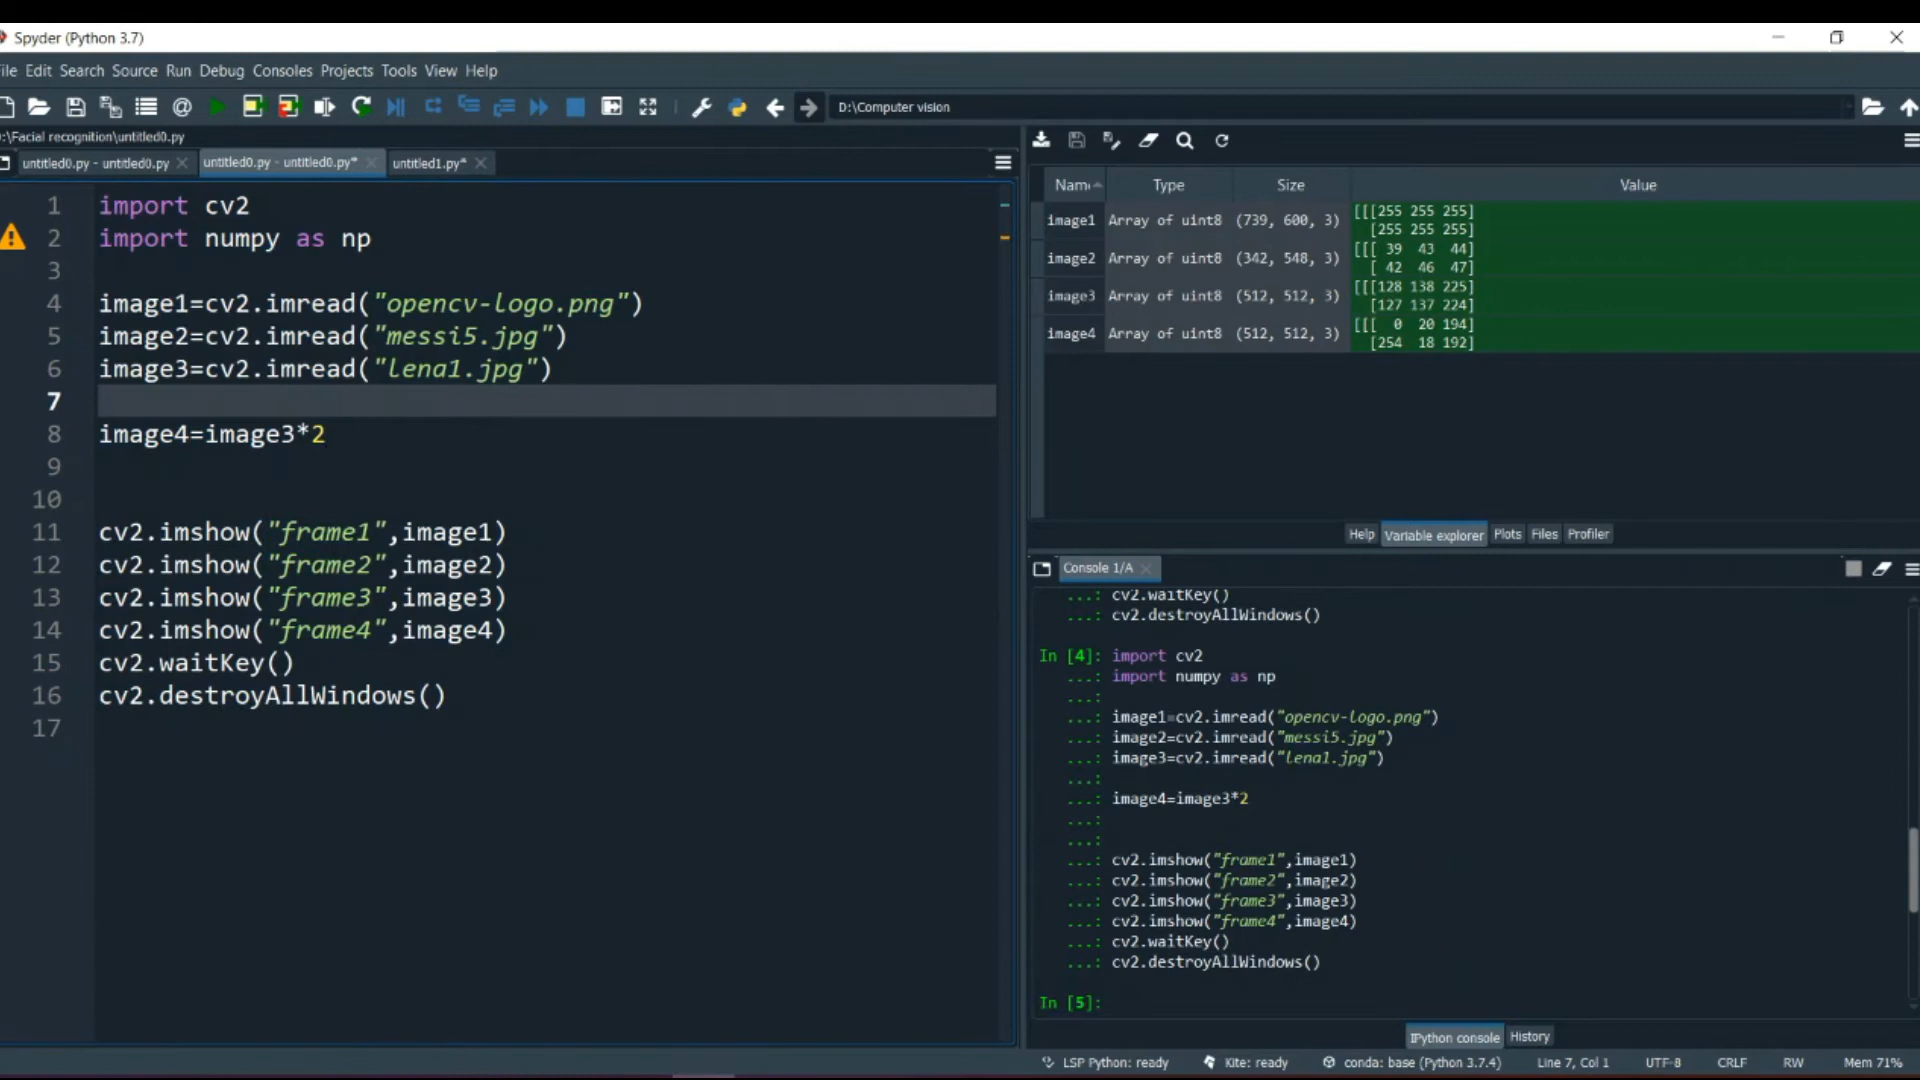 Spyder (Python 3.7)
ile Edit Search Source Run Debug Consoles Projects Tools View Help
D:\Computer vision
:\Facial recognition\untitled0.py
untitled0.py - untitled0.py
untitled0.py - untitled0.py*
untitled1.py*
1 import cv2
2 import numpy as np
3
4 image1=cv2.imread("opencv-logo.png")
5 image2=cv2.imread("messi5.jpg")
6 image3=cv2.imread("lena1.jpg")
7
8 image4=image3*2
9
10
11 cv2.imshow("frame1",image1)
12 cv2.imshow("frame2",image2)
13 cv2.imshow("frame3",image3)
14 cv2.imshow("frame4",image4)
15 cv2.waitKey()
16 cv2.destroyAllWindows()
17
Nam Type Size Value
image1 Array of uint8 (739, 600, 3) [[[255 255 255]
[255 255 255]
image2 Array of uint8 (342, 548, 3) [[[ 39 43 44]
[ 42 46 47]
image3 Array of uint8 (512, 512, 3) [[[128 138 225]
[127 137 224]
image4 Array of uint8 (512, 512, 3) [[[ 0 20 194]
[254 18 192]
Help Variable explorer Plots Files Profiler
Console 1/A
...: cv2.waitKey()
...: cv2.destroyAllWindows()
In [4]: import cv2
...: import numpy as np
...:
...: image1=cv2.imread("opencv-logo.png")
...: image2=cv2.imread("messi5.jpg")
...: image3=cv2.imread("lena1.jpg")
...:
...: image4=image3*2
...:
...:
...: cv2.imshow("frame1",image1)
...: cv2.imshow("frame2",image2)
...: cv2.imshow("frame3",image3)
...: cv2.imshow("frame4",image4)
...: cv2.waitKey()
...: cv2.destroyAllWindows()
In [5]:
IPython console History
LSP Python: ready Kite: ready conda: base (Python 3.7.4) Line 7, Col 1 UTF-8 CRLF RW Mem 71%